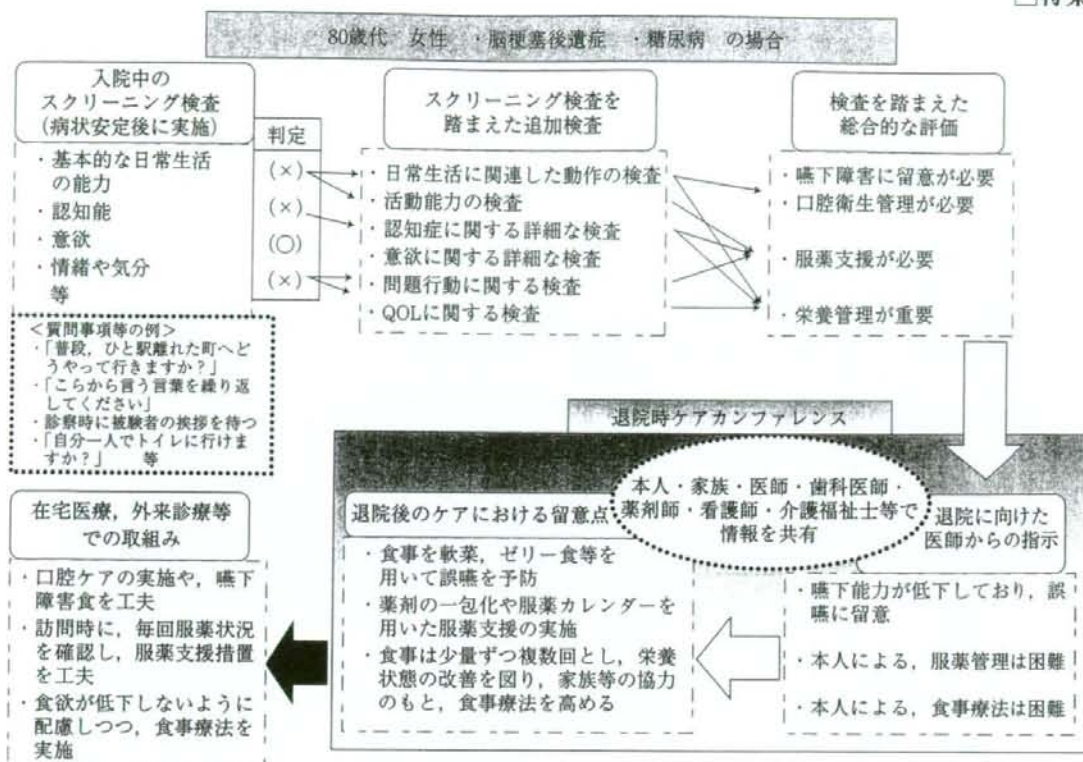 80歳代 女性 ・脳梗塞後遺症 ・糖尿病 の場合
入院中の
スクリーニング検査
(病状安定後に実施)
・基本的な日常生活
の能力
・認知能
・意欲
・情緒や気分
等
判定
(×)
(×)
(○)
(×)
スクリーニング検査を
踏まえた追加検査
・日常生活に関連した動作の検査
・活動能力の検査
・認知症に関する詳細な検査
・意欲に関する詳細な検査
・問題行動に関する検査
・QOLに関する検査
検査を踏まえた
総合的な評価
・嚥下障害に留意が必要
・口腔衛生管理が必要
・服薬支援が必要
・栄養管理が重要
<質問事項等の例>
・「普段,ひと駅離れた町へど
うやって行きますか?」
・「こらから言う言葉を繰り返
してください」
・診察時に被験者の挨拶を待つ
・「自分一人でトイレに行けま
すか?」 等
退院時ケアカンファレンス
本人・家族・医師・歯科医師・
薬剤師・看護師・介護福祉士等で
情報を共有
退院に向けた
医師からの指示
・嚥下能力が低下しており,誤
嚥に留意
・本人による,服薬管理は困難
・本人による,食事療法は困難
退院後のケアにおける留意点
・食事を軟菜,ゼリー食等を
用いて誤嚥を予防
・薬剤の一包化や服薬カレンダーを
用いた服薬支援の実施
・食事は少量ずつ複数回とし,栄養
状態の改善を図り,家族等の協力
のもと,食事療法を高める
在宅医療,外来診療等
での取組み
・口腔ケアの実施や,嚥下
障害食を工夫
・訪問時に,毎回服薬状況
を確認し,服薬支援措置
を工夫
・食欲が低下しないように
配慮しつつ,食事療法を
実施